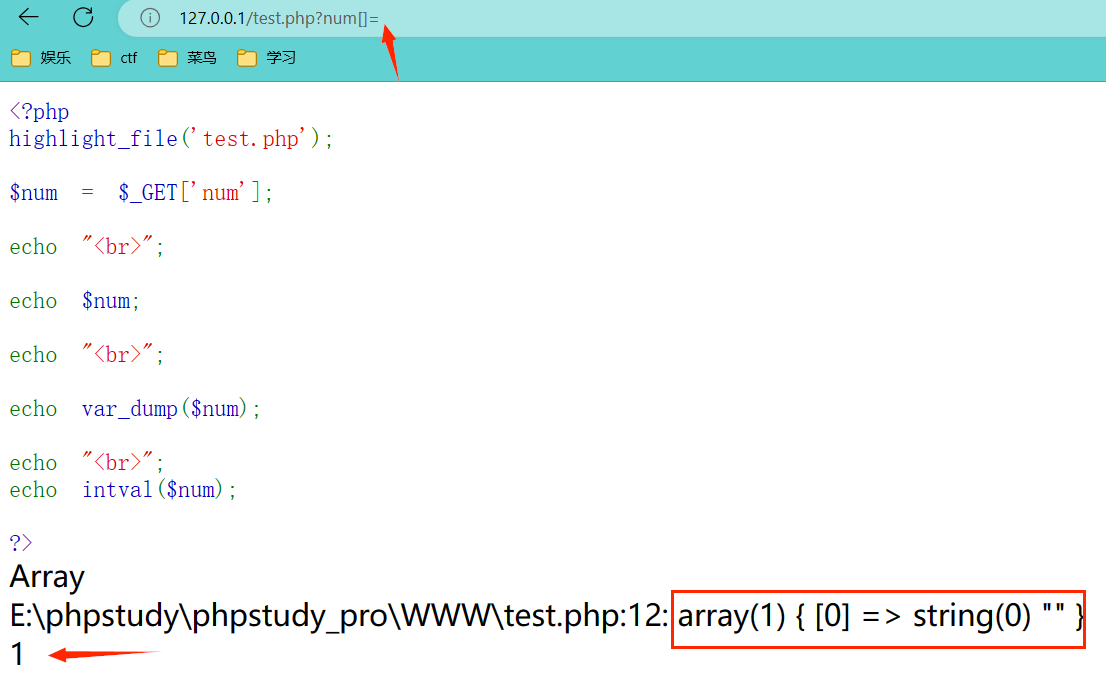 127.0.0.1/test.php?num[]=
娱乐 ctf 菜鸟 学习
<?php
highlight_file('test.php');
$num = $_GET['num'];
echo "<br>";
echo $num;
echo "<br>";
echo var_dump($num);
echo "<br>";
echo intval($num);
?>
Array
E:\phpstudy\phpstudy_pro\WWW\test.php:12: array(1) { [0] => string(0) "" }
1